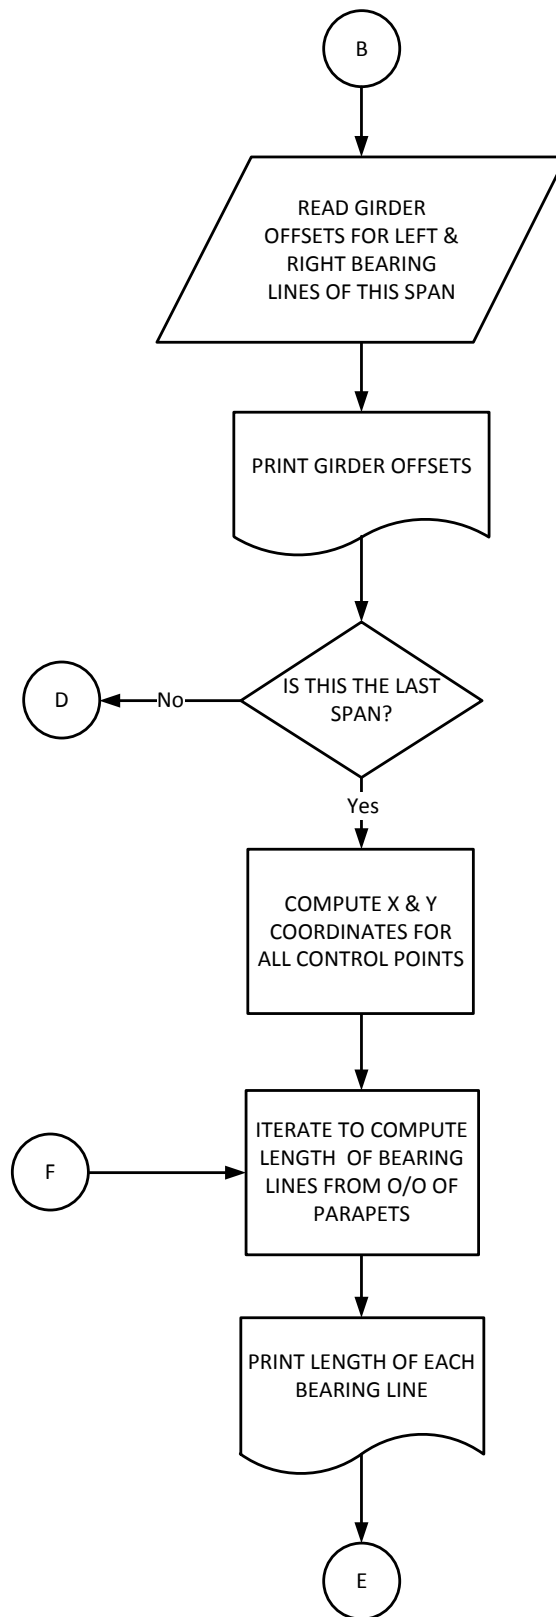 B
READ GIRDER
OFFSETS FOR LEFT &
RIGHT BEARING
LINES OF THIS SPAN
PRINT GIRDER OFFSETS
IS THIS THE LAST
SPAN?
D
No
Yes
COMPUTE X & Y
COORDINATES FOR
ALL CONTROL POINTS
F
ITERATE TO COMPUTE
LENGTH OF BEARING
LINES FROM O/O OF
PARAPETS
PRINT LENGTH OF EACH
BEARING LINE
E